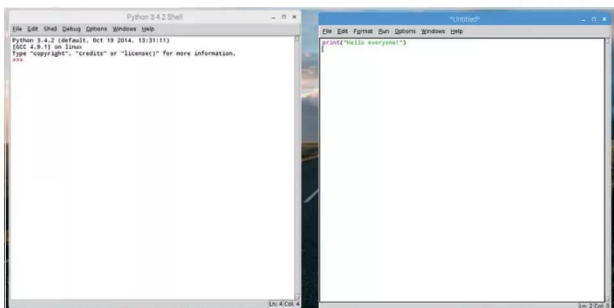 Python 3.4.2 Shell
File Edit Shell Debug Options Windows Help
Python 3.4.2 (default, Oct 19 2014, 13:31:11)
[GCC 4.9.1] on linux
Type "copyright", "credits" or "license()" for more information.
>>>
Ln: 4 Col: 4
*Untitled*
File Edit Format Run Options Windows Help
print("Hello everyone!")
Ln: 2 Col: 0